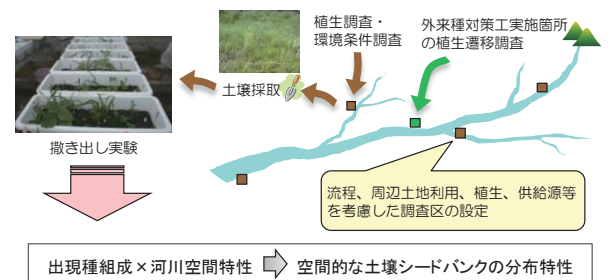 植生調査・
環境条件調査
外来種対策工実施箇所
の植生遷移調査
土壌採取
撒き出し実験
流程、周辺土地利用、植生、供給源等
を考慮した調査区の設定
出現種組成×河川空間特性 ⇨ 空間的な土壌シードバンクの分布特性